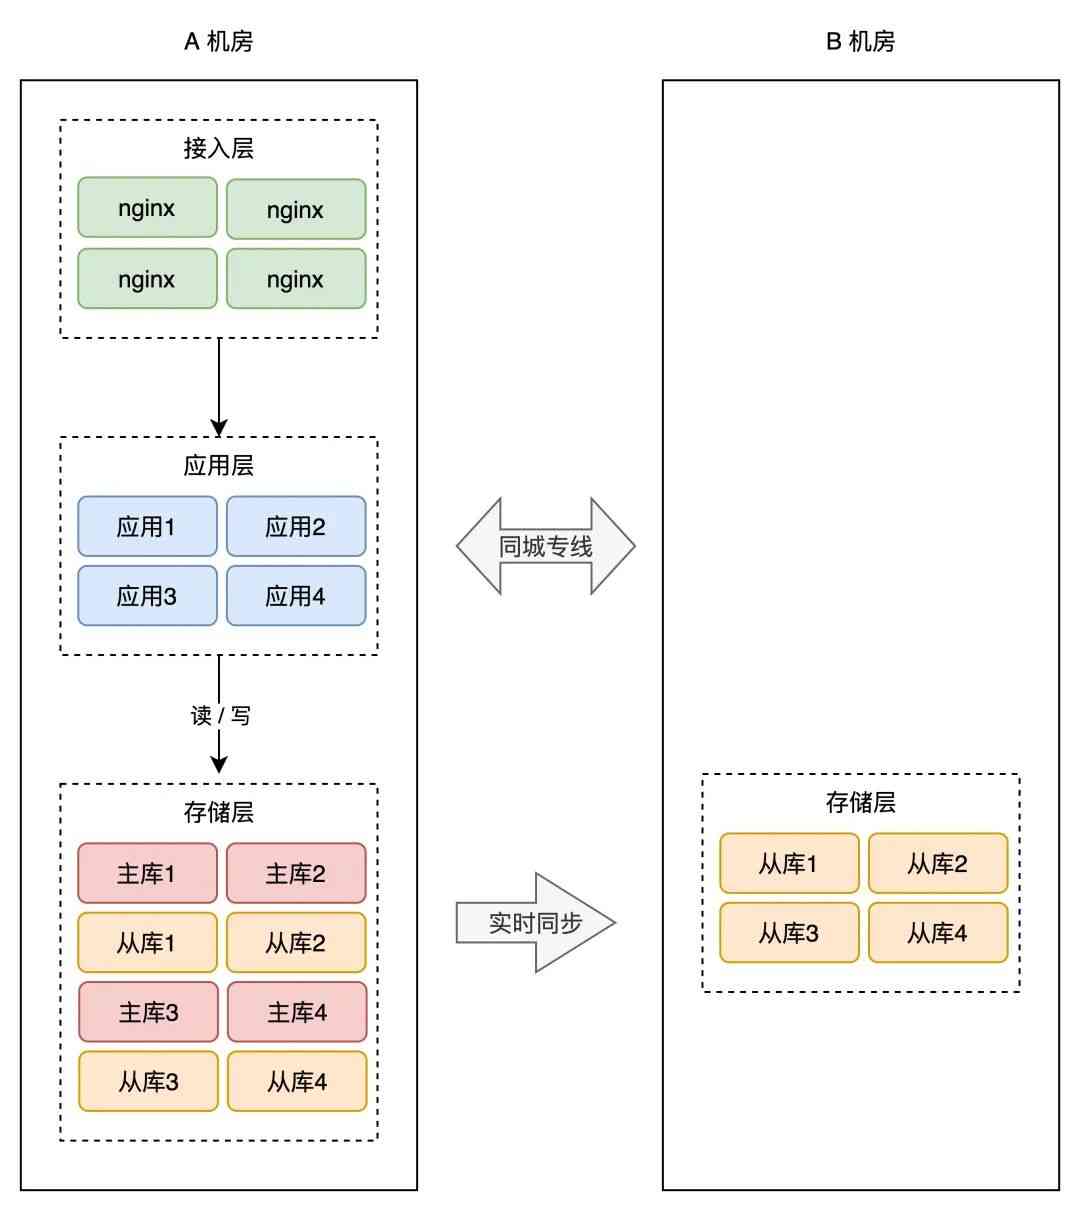 A 机房
接入层
nginx
nginx
nginx
nginx
应用层
应用1
应用2
应用3
应用4
读 / 写
存储层
主库1
主库2
从库1
从库2
主库3
主库4
从库3
从库4
同城专线
实时同步
B 机房
存储层
从库1
从库2
从库3
从库4